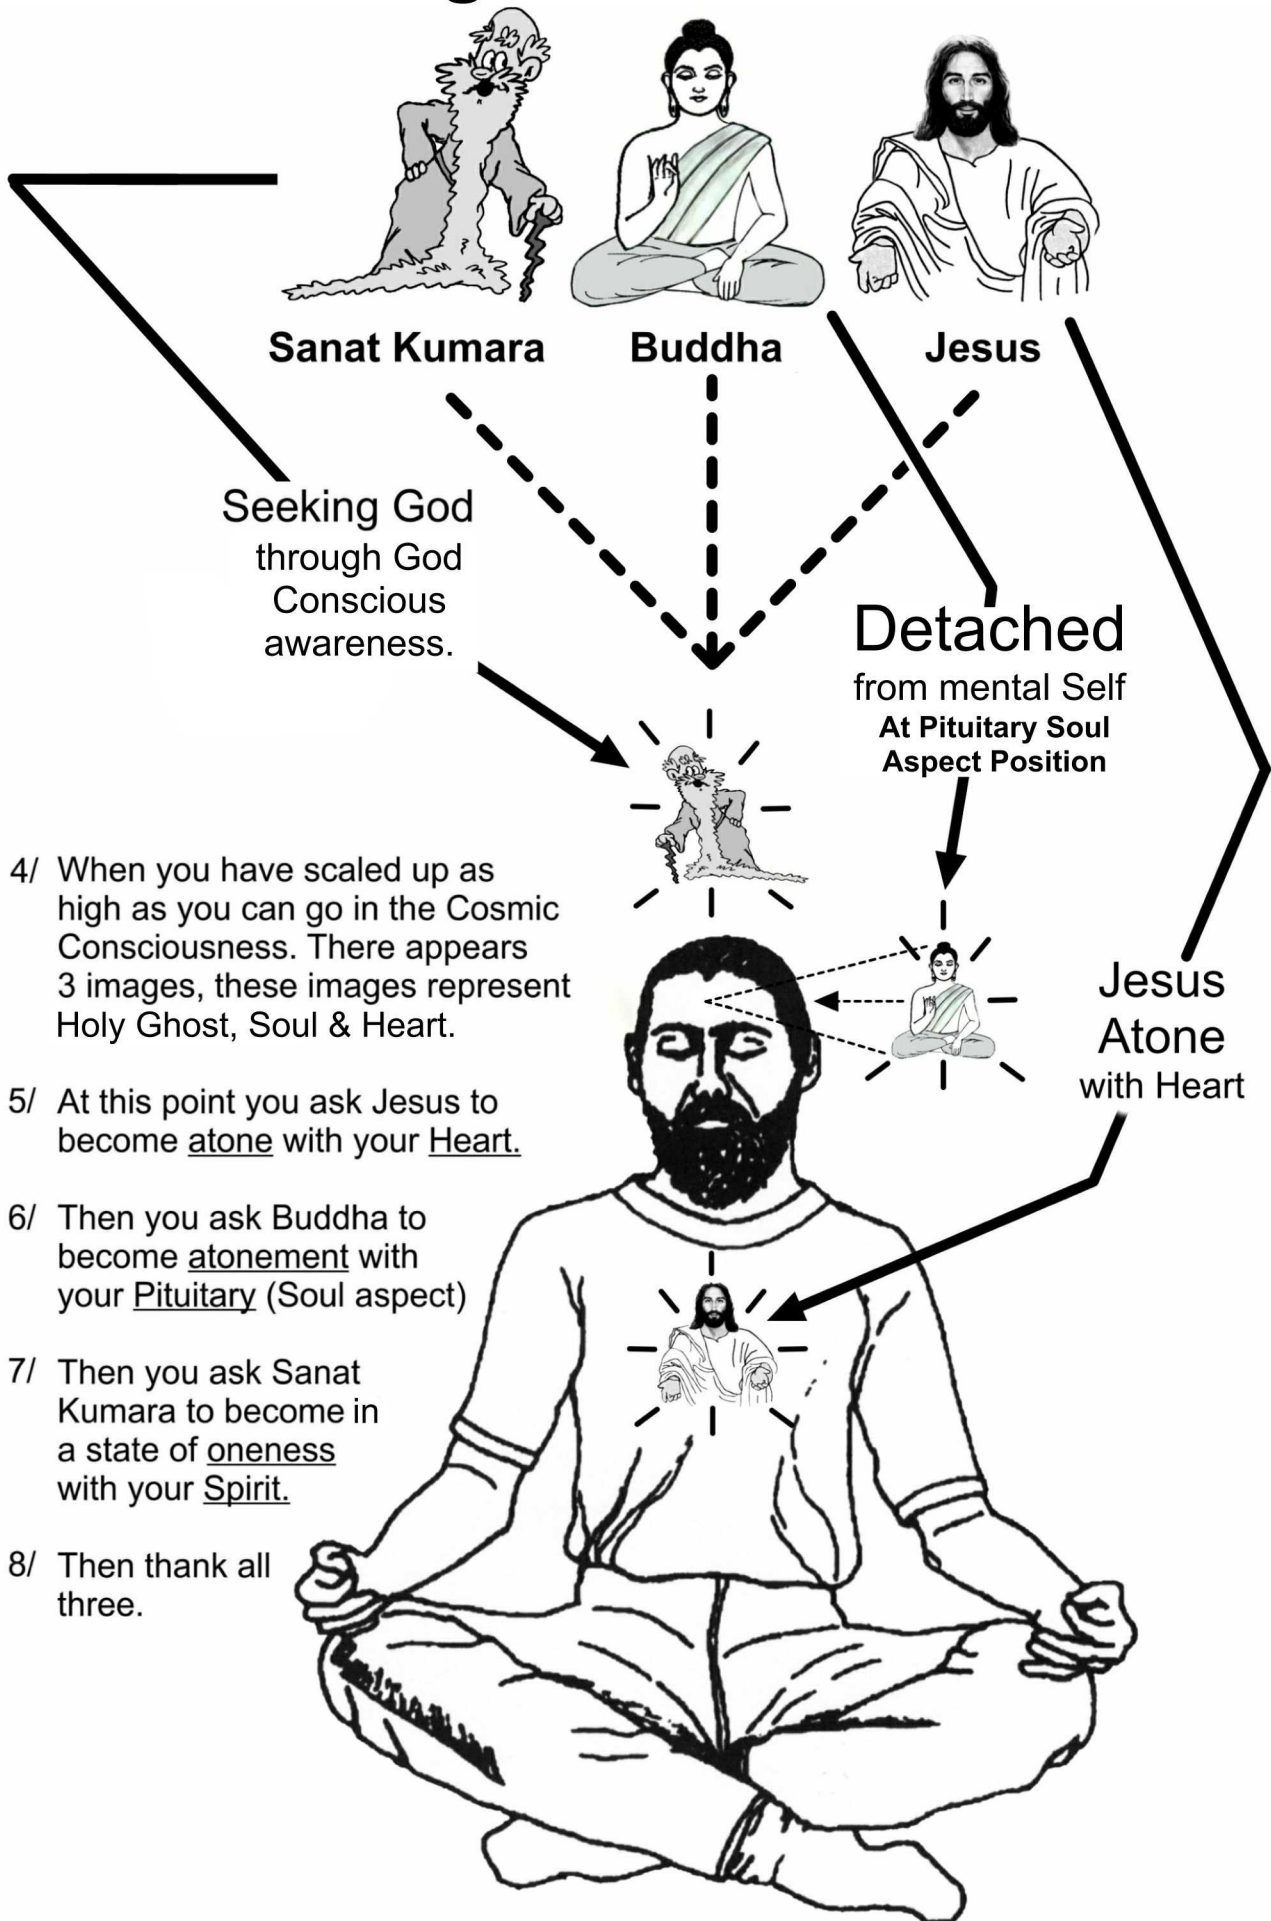 Sanat Kumara
Buddha
Jesus
Seeking God
through God
Conscious
awareness.
Detached
from mental Self
At Pituitary Soul
Aspect Position
Jesus
Atone
with Heart
4/ When you have scaled up as
high as you can go in the Cosmic
Consciousness. There appears
3 images, these images represent
Holy Ghost, Soul & Heart.
5/ At this point you ask Jesus to
become atone with your Heart.
6/ Then you ask Buddha to
become atonement with
your Pituitary (Soul aspect)
7/ Then you ask Sanat
Kumara to become in
a state of oneness
with your Spirit.
8/ Then thank all
three.